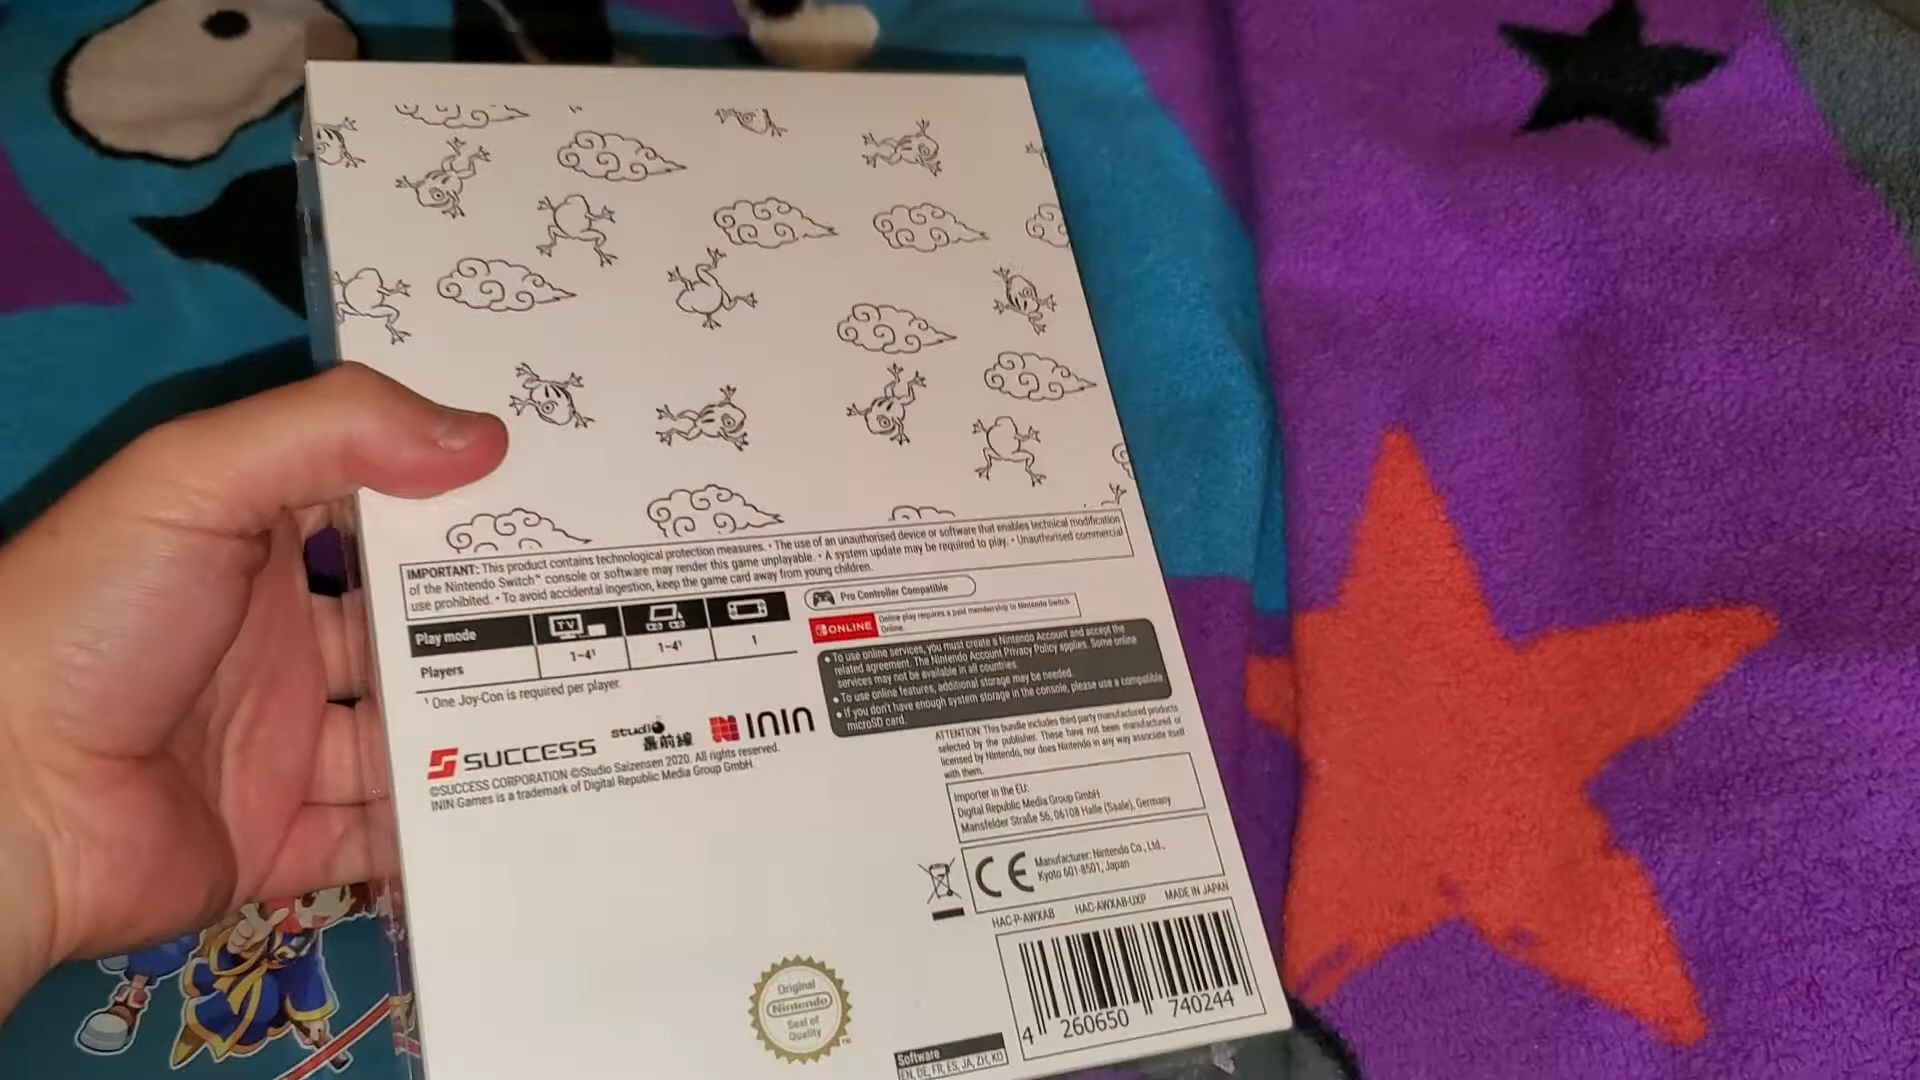 IMPORTANT: This product contains technological protection measures. • The use of an unauthorised device or software that enables technical modification
of the Nintendo Switch™ console or software may render this game unplayable. • A system update may be required to play. • Unauthorised commercial
use prohibited. • To avoid accidental ingestion, keep the game card away from young children.
Play mode
TV
Players
1-4¹
1-4¹
1
¹ One Joy-Con is required per player.
Pro Controller Compatible
ONLINE
Online play requires a paid membership to Nintendo Switch
Online.
• To use online services, you must create a Nintendo Account and accept the
related agreement. The Nintendo Account Privacy Policy applies. Some online
services may not be available in all countries.
• To use online features, additional storage may be needed.
• If you don't have enough system storage in the console, please use a compatible
microSD card.
SUCCESS
studio
最前線
ININ
©SUCCESS CORPORATION ©Studio Saizensen 2020. All rights reserved.
ININ Games is a trademark of Digital Republic Media Group GmbH.
ATTENTION: This bundle includes third party manufactured products
selected by the publisher. These have not been manufactured or
licensed by Nintendo, nor does Nintendo in any way associate itself
with them.
Importer in the EU:
Digital Republic Media Group GmbH
Mansfelder Straße 56, 06108 Halle (Saale), Germany
CE
Manufacturer: Nintendo Co., Ltd.,
Kyoto 601-8501, Japan
HAC-P-AWXAB HAC-AWXAB-UXP MADE IN JAPAN
4 260650 740244
Original
Nintendo
Seal of
Quality
TM
Software
EN, DE, FR, ES, JA, ZH, KO